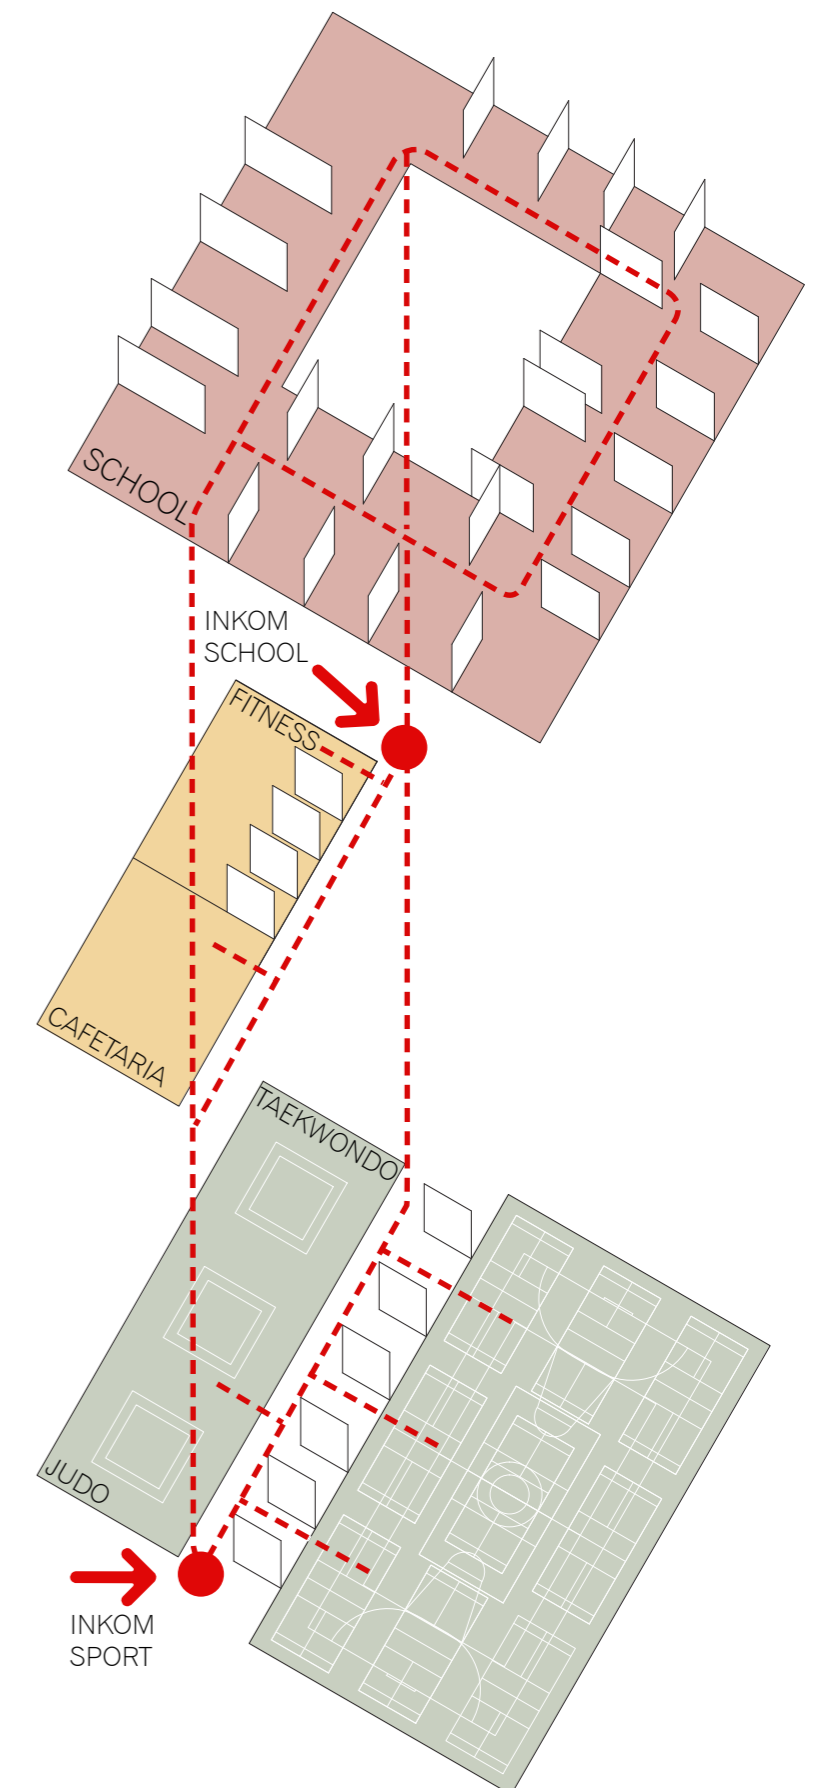 SCHOOL
INKOM
SCHOOL
FITNESS
CAFETARIA
TAEKWONDO
JUDO
INKOM
SPORT